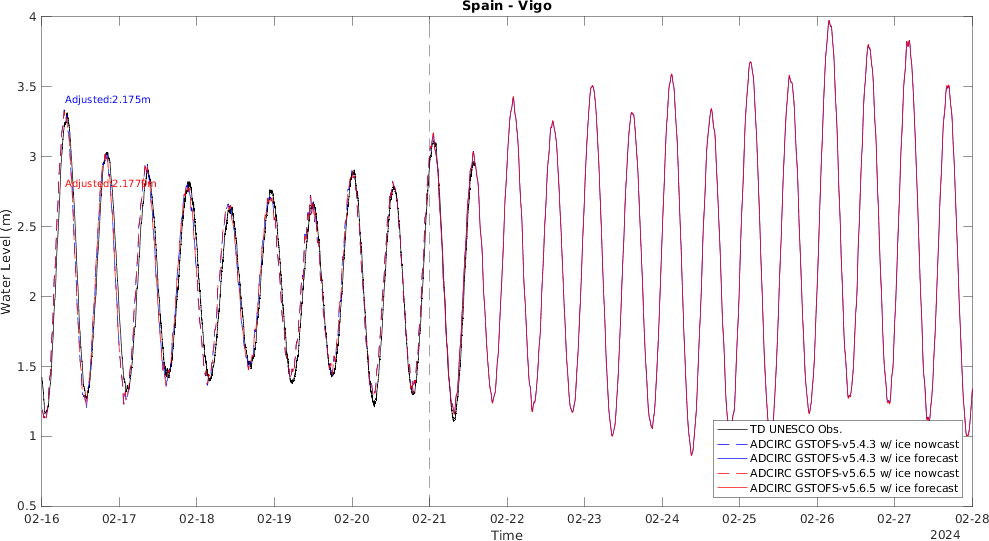 Spain - Vigo
4
3.5
3
2.5
2
1.5
1
0.5
Water Level (m)
Adjusted:2.175m
Adjusted:2.1779m
TD UNESCO Obs.
ADCIRC GSTOFS-v5.4.3 w/ ice nowcast
ADCIRC GSTOFS-v5.4.3 w/ ice forecast
ADCIRC GSTOFS-v5.6.5 w/ ice nowcast
ADCIRC GSTOFS-v5.6.5 w/ ice forecast
02-16 02-17 02-18 02-19 02-20 02-21 02-22 02-23 02-24 02-25 02-26 02-27 02-28
Time
2024